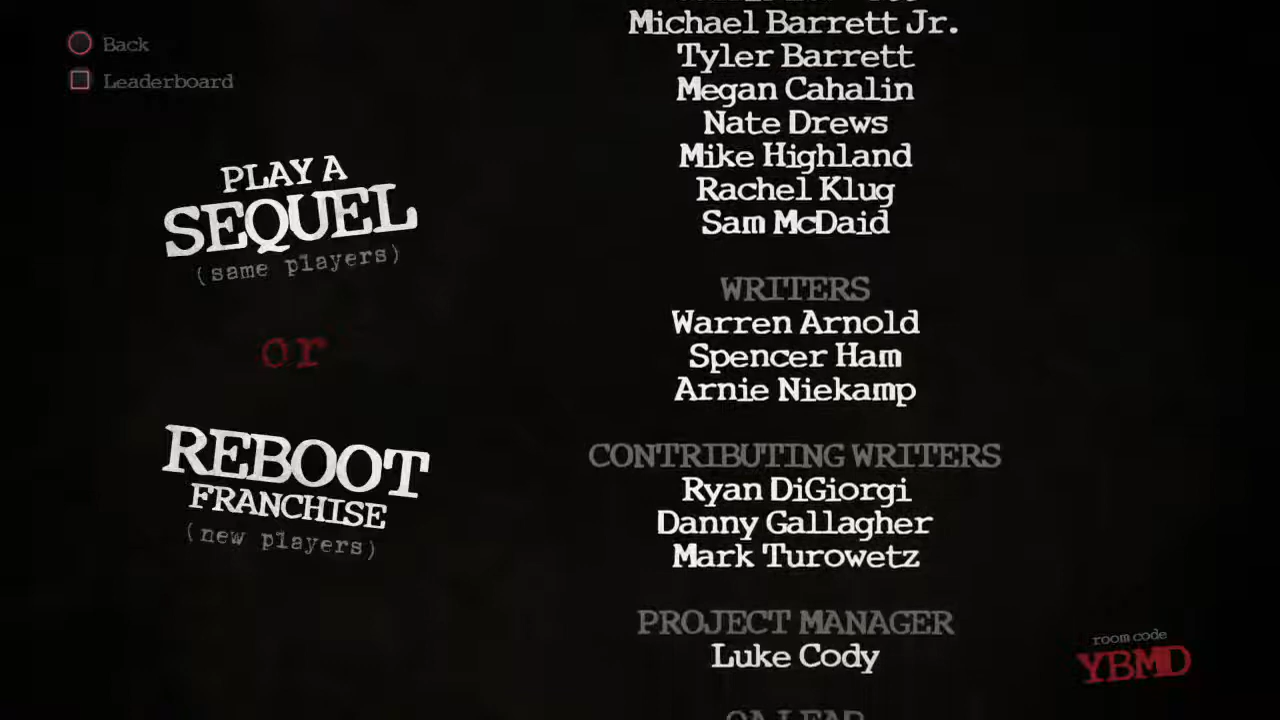 Back
Leaderboard
PLAY A
SEQUEL
(same players)
or
REBOOT
FRANCHISE
(new players)
Michael Barrett Jr.
Tyler Barrett
Megan Cahalin
Nate Drews
Mike Highland
Rachel Klug
Sam McDaid
WRITERS
Warren Arnold
Spencer Ham
Arnie Niekamp
CONTRIBUTING WRITERS
Ryan DiGiorgi
Danny Gallagher
Mark Turowetz
PROJECT MANAGER
Luke Cody
room code
YBMD